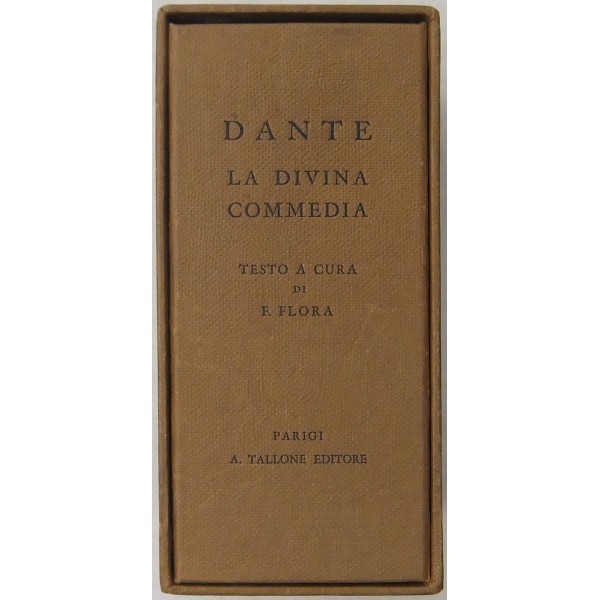 DANTE
LA DIVINA
COMMEDIA
TESTO A CURA
DI
F. FLORA
PARIGI
A. TALLONE EDITORE